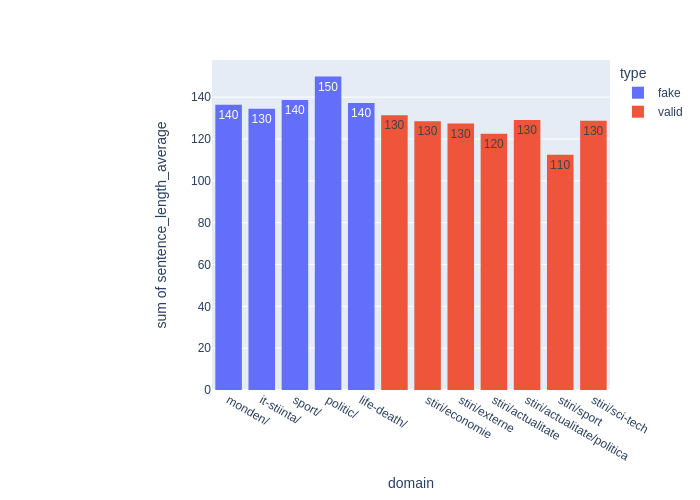 type
fake
valid
sum of sentence_length_average
140
120
100
80
60
40
20
0
140
130
140
150
140
130
130
130
120
130
110
130
monden/
it-stiinta/
sport/
politic/
life-death/
stiri/economie
stiri/externe
stiri/actualitate
stiri/actualitate/politica
stiri/sport
stiri/sci-tech
domain